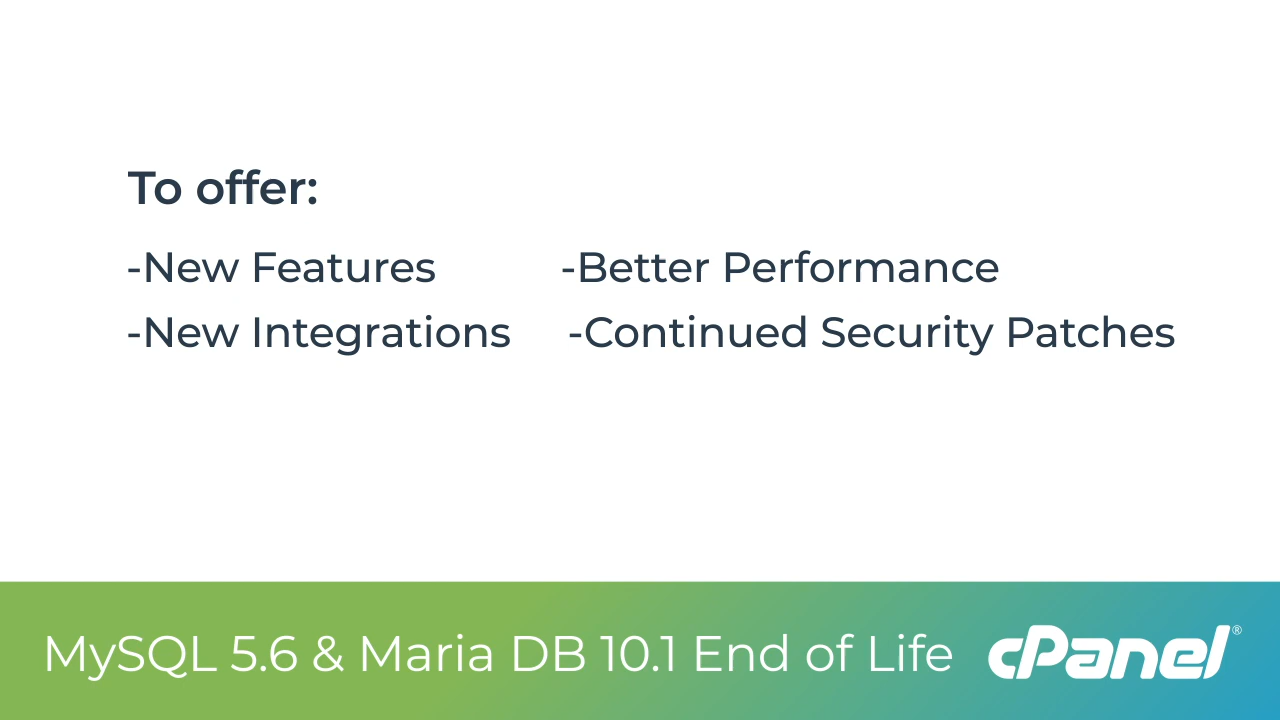 To offer:
-New Features -Better Performance
-New Integrations -Continued Security Patches
MySQL 5.6 & Maria DB 10.1 End of Life cPanel®